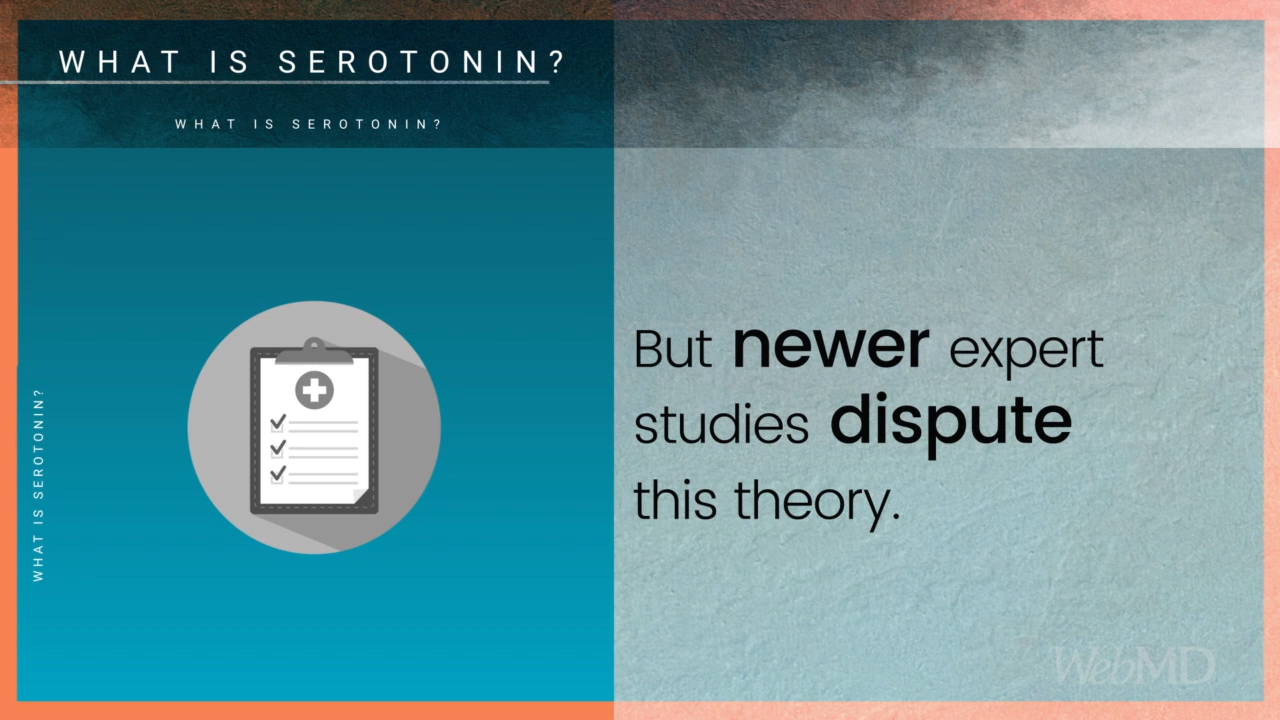 WHAT IS SEROTONIN?
WHAT IS SEROTONIN?
WHAT IS SEROTONIN?
But newer expert
studies dispute
this theory.
WebMD